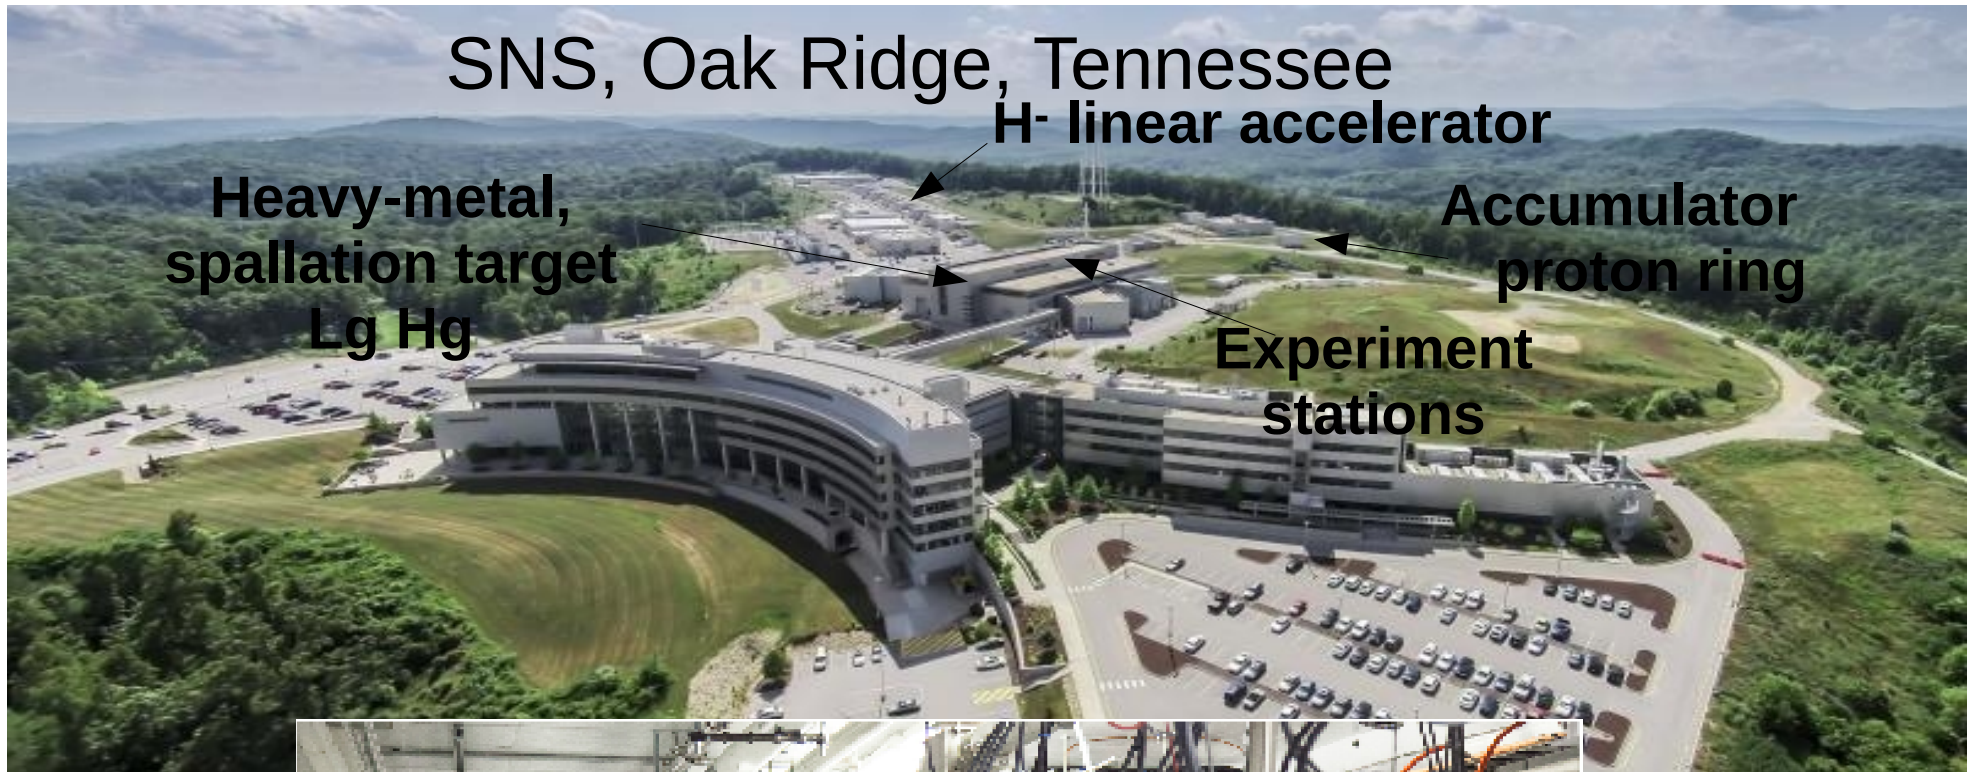 SNS, Oak Ridge, Tennessee
H- linear accelerator
Heavy-metal,
spallation target
Lg Hg
Accumulator
proton ring
Experiment
stations